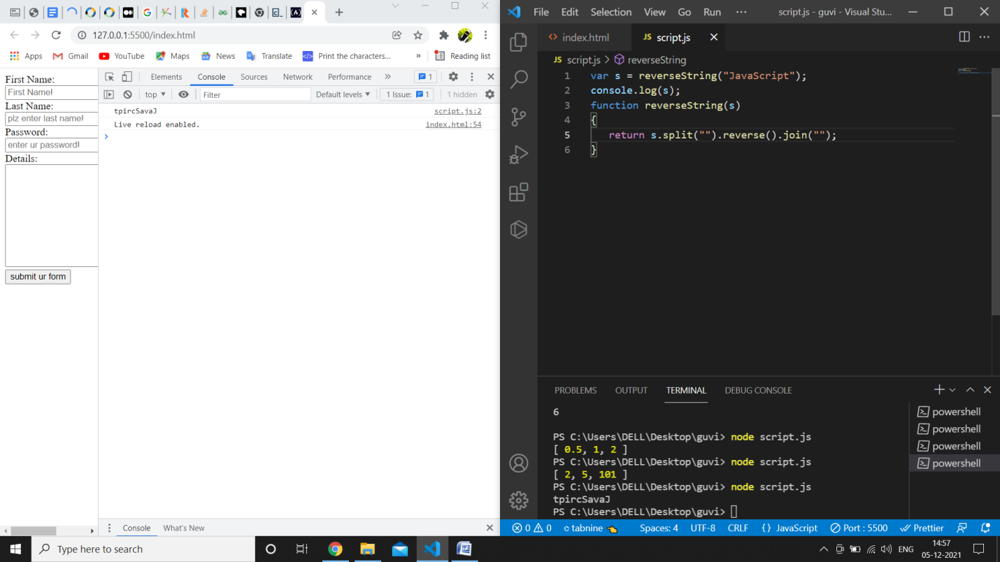 127.0.0.1:5500/index.html
Apps Gmail YouTube Maps News Translate Print the characters... » Reading list
First Name:
First Name!
Last Name:
plz enter last name!
Password:
enter ur password!
Details:
submit ur form
Elements Console Sources Network Performance » 1
top Filter Default levels 1 Issue: 1 1 hidden
tpircSavaJ script.js:2
Live reload enabled. index.html:54
Console What's New
File Edit Selection View Go Run ··· script.js - guvi - Visual Stu...
index.html JS script.js
JS script.js > reverseString
1 var s = reverseString("JavaScript");
2 console.log(s);
3 function reverseString(s)
4 {
5 return s.split("").reverse().join("");
6 }
PROBLEMS OUTPUT TERMINAL DEBUG CONSOLE
6
PS C:\Users\DELL\Desktop\guvi> node script.js
[ 0.5, 1, 2 ]
PS C:\Users\DELL\Desktop\guvi> node script.js
[ 2, 5, 101 ]
PS C:\Users\DELL\Desktop\guvi> node script.js
tpircSavaJ
PS C:\Users\DELL\Desktop\guvi>
powershell
powershell
powershell
powershell
0 0 tabnine Spaces: 4 UTF-8 CRLF {} JavaScript Port : 5500 Prettier
Type here to search
ENG
14:57
05-12-2021